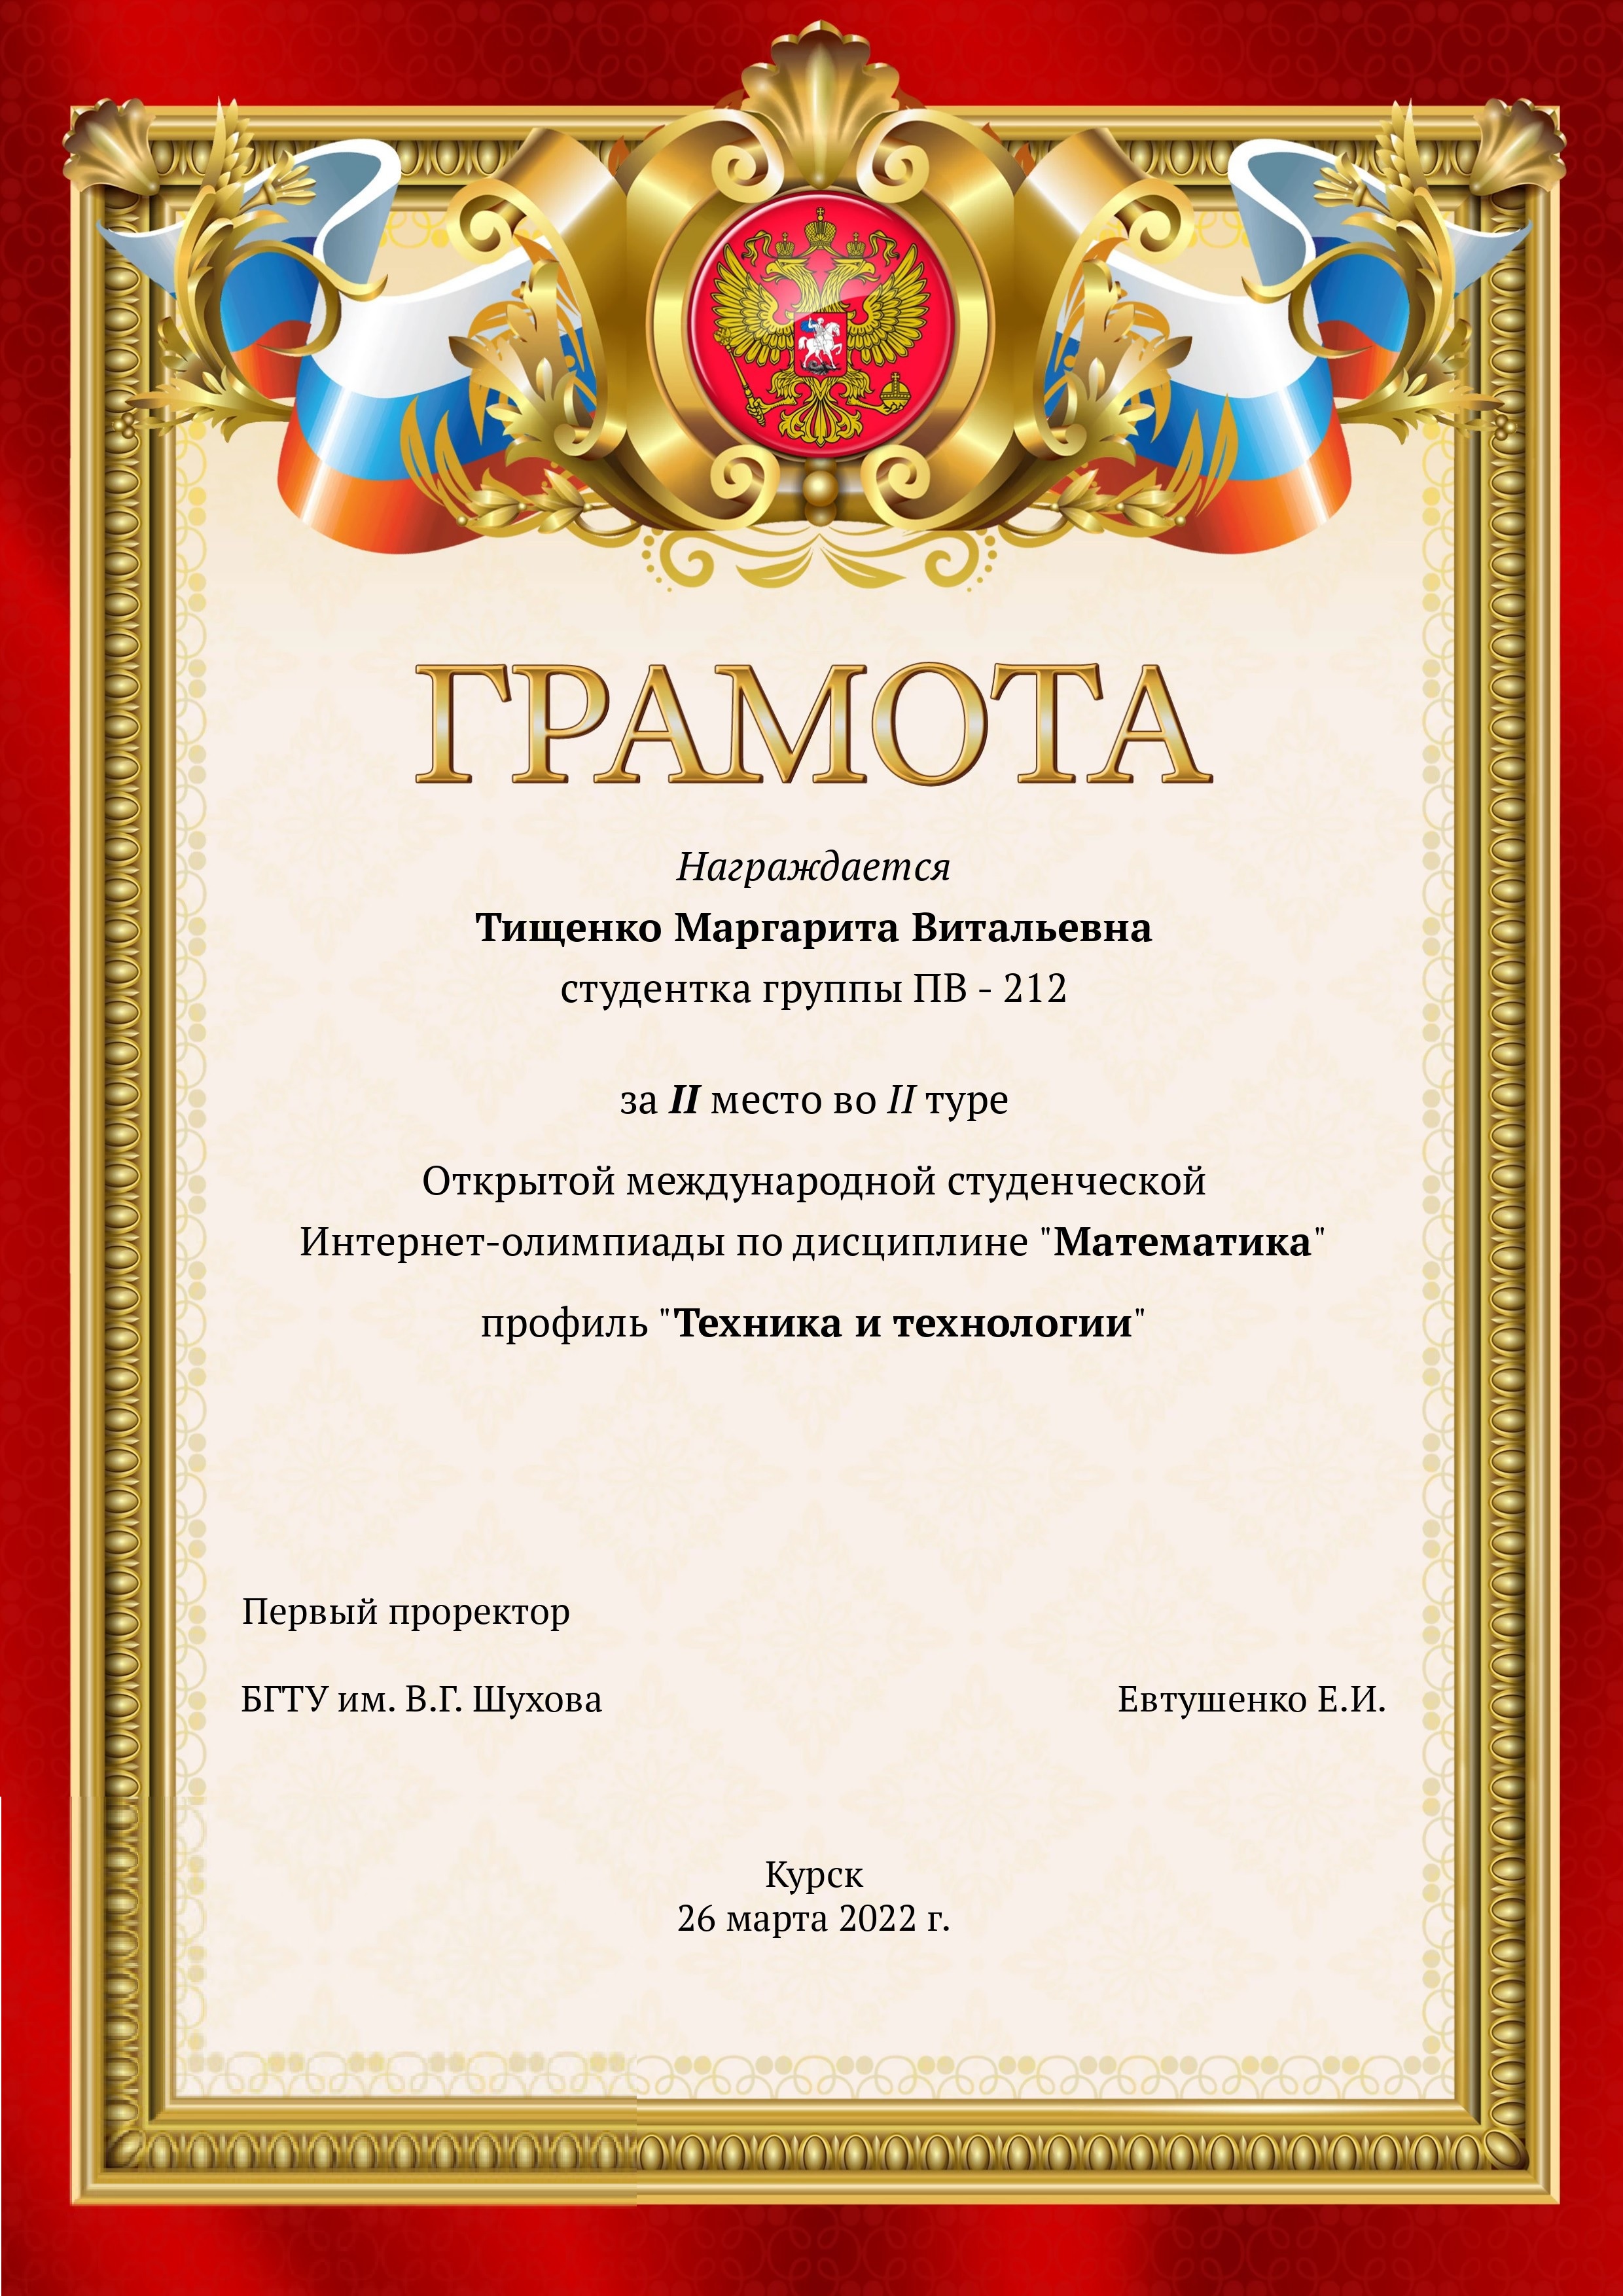 ГРАМОТА
Награждается
Тищенко Маргарита Витальевна
студентка группы ПВ - 212
за II место во II туре
Открытой международной студенческой
Интернет-олимпиады по дисциплине "Математика"
профиль "Техника и технологии"
Первый проректор
БГТУ им. В.Г. Шухова
Евтушенко Е.И.
Курск
26 марта 2022 г.